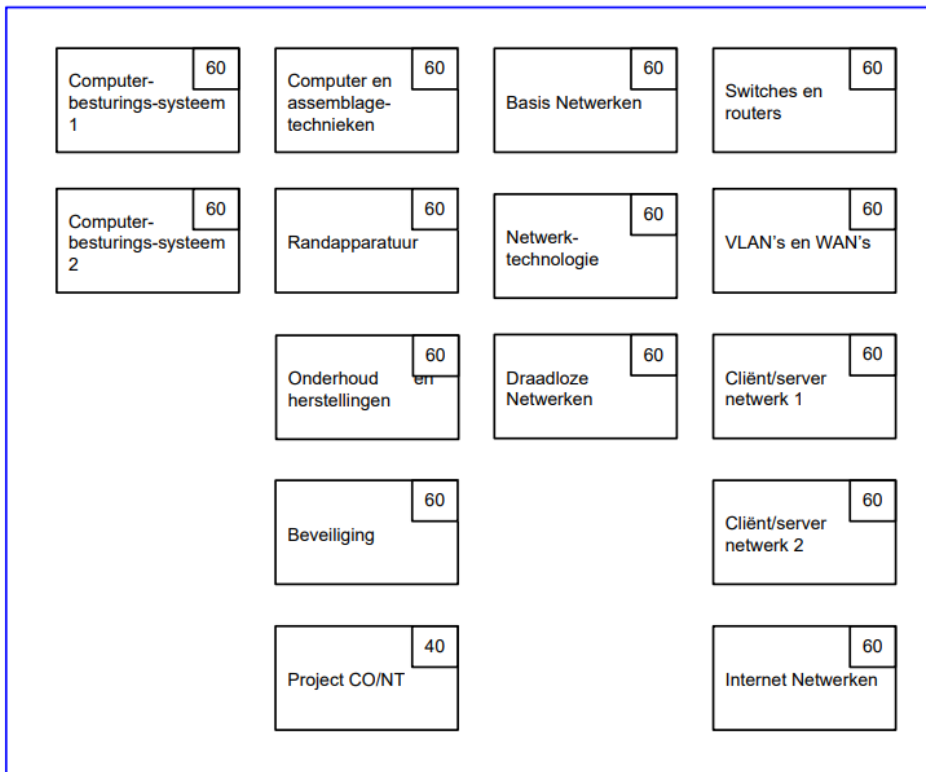 60
Computer-
besturings-systeem
1
60
Computer en
assemblage-
technieken
60
Basis Netwerken
60
Switches en
routers
60
Computer-
besturings-systeem
2
60
Randapparatuur
60
Netwerk-
technologie
60
VLAN's en WAN's
60
Onderhoud en
herstellingen
60
Draadloze
Netwerken
60
Cliënt/server
netwerk 1
60
Beveiliging
60
Cliënt/server
netwerk 2
40
Project CO/NT
60
Internet Netwerken